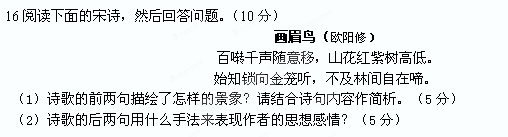 16阅读下面的宋诗，然后回答问题。（10 分）
画眉鸟（欧阳修）
百啭千声随意移，山花红紫树高低。
始知锁向金笼听，不及林间自在啼。
（1）诗歌的前两句描绘了怎样的景象？请结合诗句内容作简析。（5 分）
（2）诗歌的后两句用什么手法来表现作者的思想感情？（5 分）